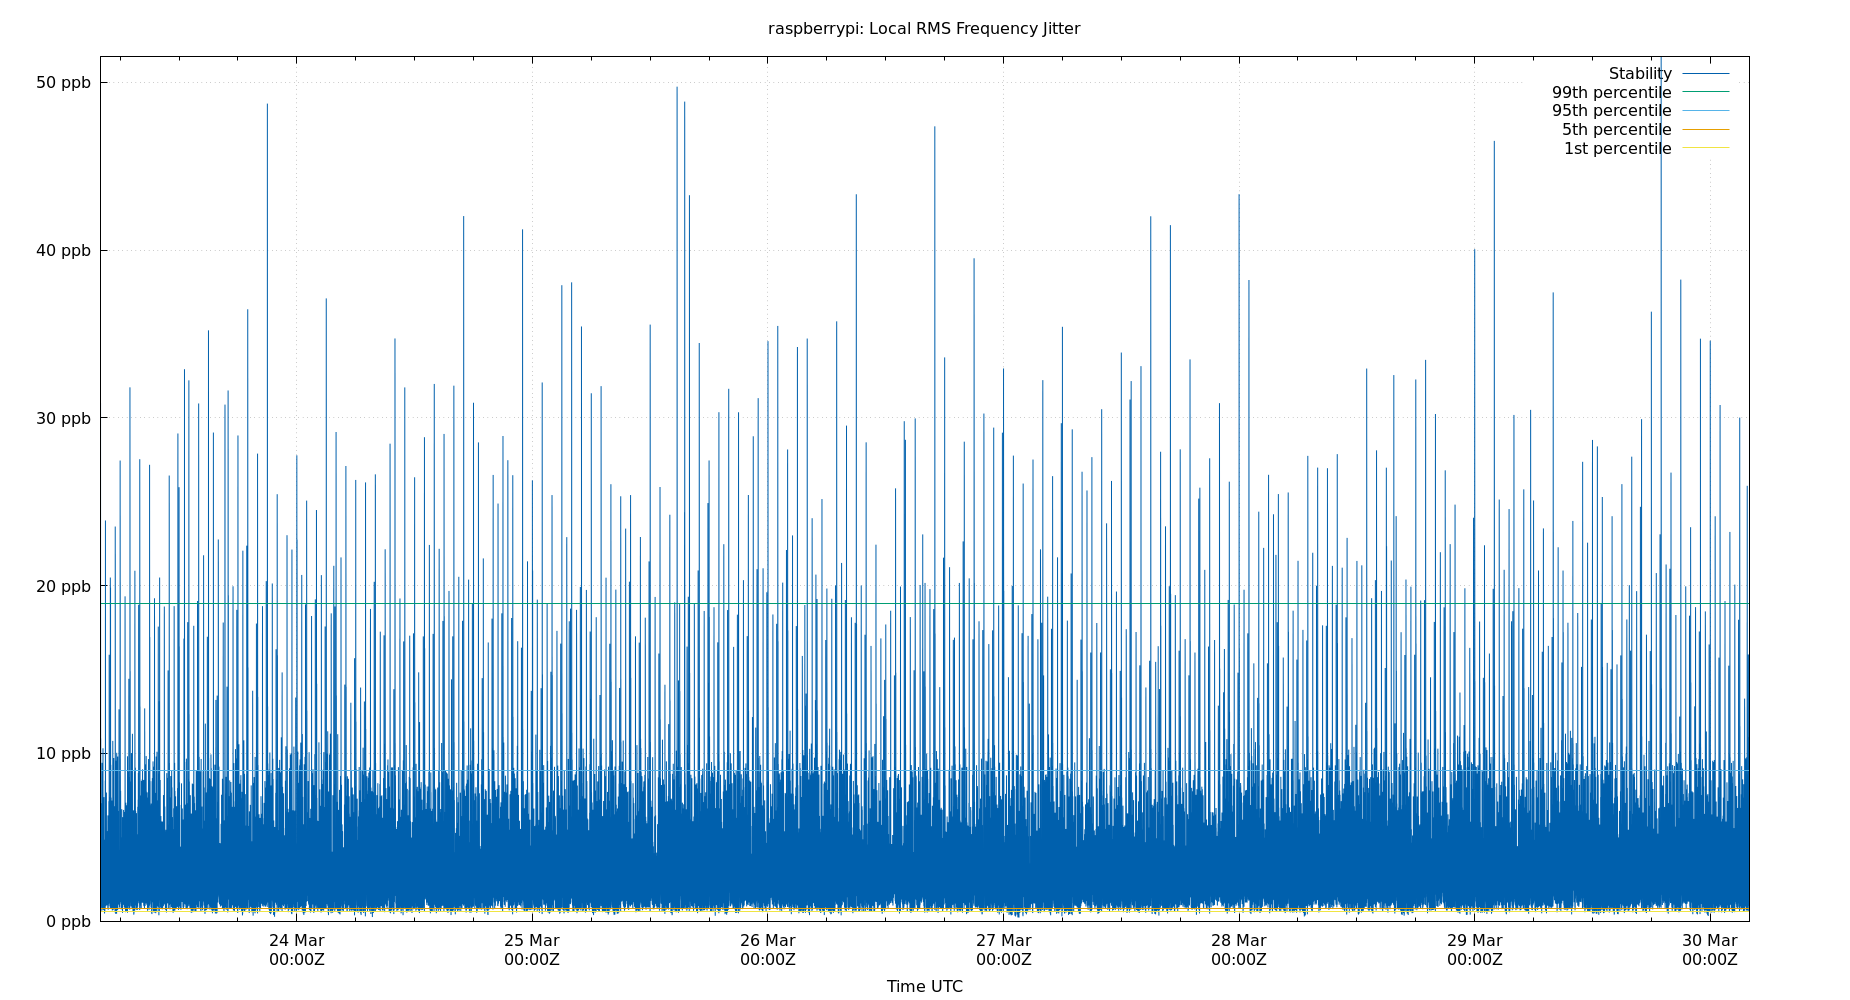 raspberrypi: Local RMS Frequency Jitter
50 ppb
40 ppb
30 ppb
20 ppb
10 ppb
0 ppb
Stability
99th percentile
95th percentile
5th percentile
1st percentile
24 Mar
00:00Z
25 Mar
00:00Z
26 Mar
00:00Z
27 Mar
00:00Z
28 Mar
00:00Z
29 Mar
00:00Z
30 Mar
00:00Z
Time UTC